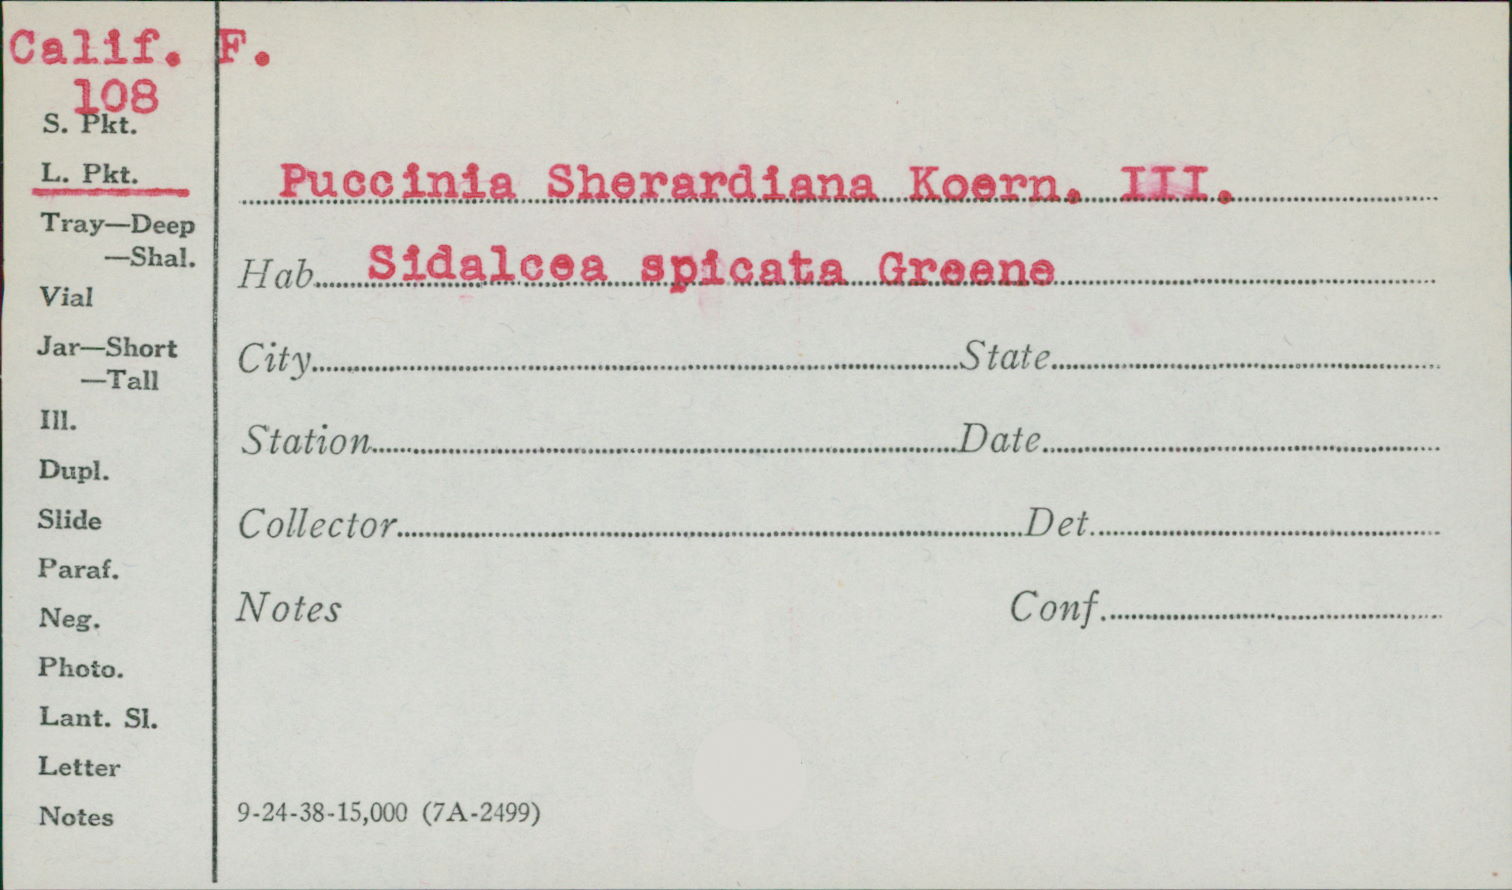 Calif. F.
108
S. Pkt.
L. Pkt.
Puccinia Sherardiana Koern. III.
Tray—Deep
—Shal.
Hab. Sidalcea spicata Greene
Vial
Jar—Short
—Tall
City State
Ill.
Station Date
Dupl.
Slide
Collector Det.
Paraf.
Neg.
Notes Conf.
Photo.
Lant. Sl.
Letter
Notes
9-24-38-15,000 (7A-2499)